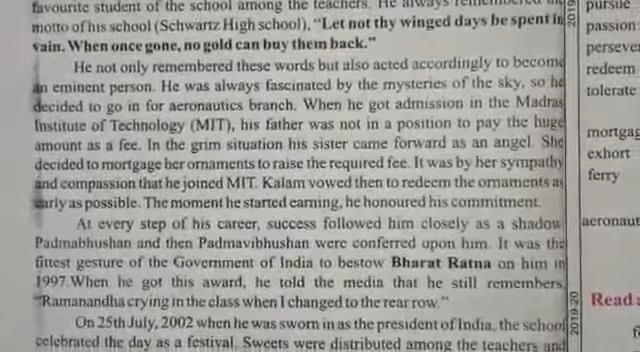 favourite student of the school among the teachers. He always remembered the
motto of his school (Schwartz High school), "Let not thy winged days be spent in
vain. When once gone, no gold can buy them back."
He not only remembered these words but also acted accordingly to become
an eminent person. He was always fascinated by the mysteries of the sky, so he
decided to go in for aeronautics branch. When he got admission in the Madras
Institute of Technology (MIT), his father was not in a position to pay the huge
amount as a fee. In the grim situation his sister came forward as an angel. She
decided to mortgage her ornaments to raise the required fee. It was by her sympathy
and compassion that he joined MIT. Kalam vowed then to redeem the ornaments as
early as possible. The moment he started earning, he honoured his commitment.
At every step of his career, success followed him closely as a shadow.
Padmabhushan and then Padmavibhushan were conferred upon him. It was the
fittest gesture of the Government of India to bestow Bharat Ratna on him in
1997.When he got this award, he told the media that he still remembers,
"Ramanandha crying in the class when I changed to the rear row."
On 25th July, 2002 when he was sworn in as the president of India, the school
celebrated the day as a festival. Sweets were distributed among the teachers and
2019
2019-20
pursue
passion
persever
redeem
tolerate
mortgag
exhort
ferry
aeronaut
Read a